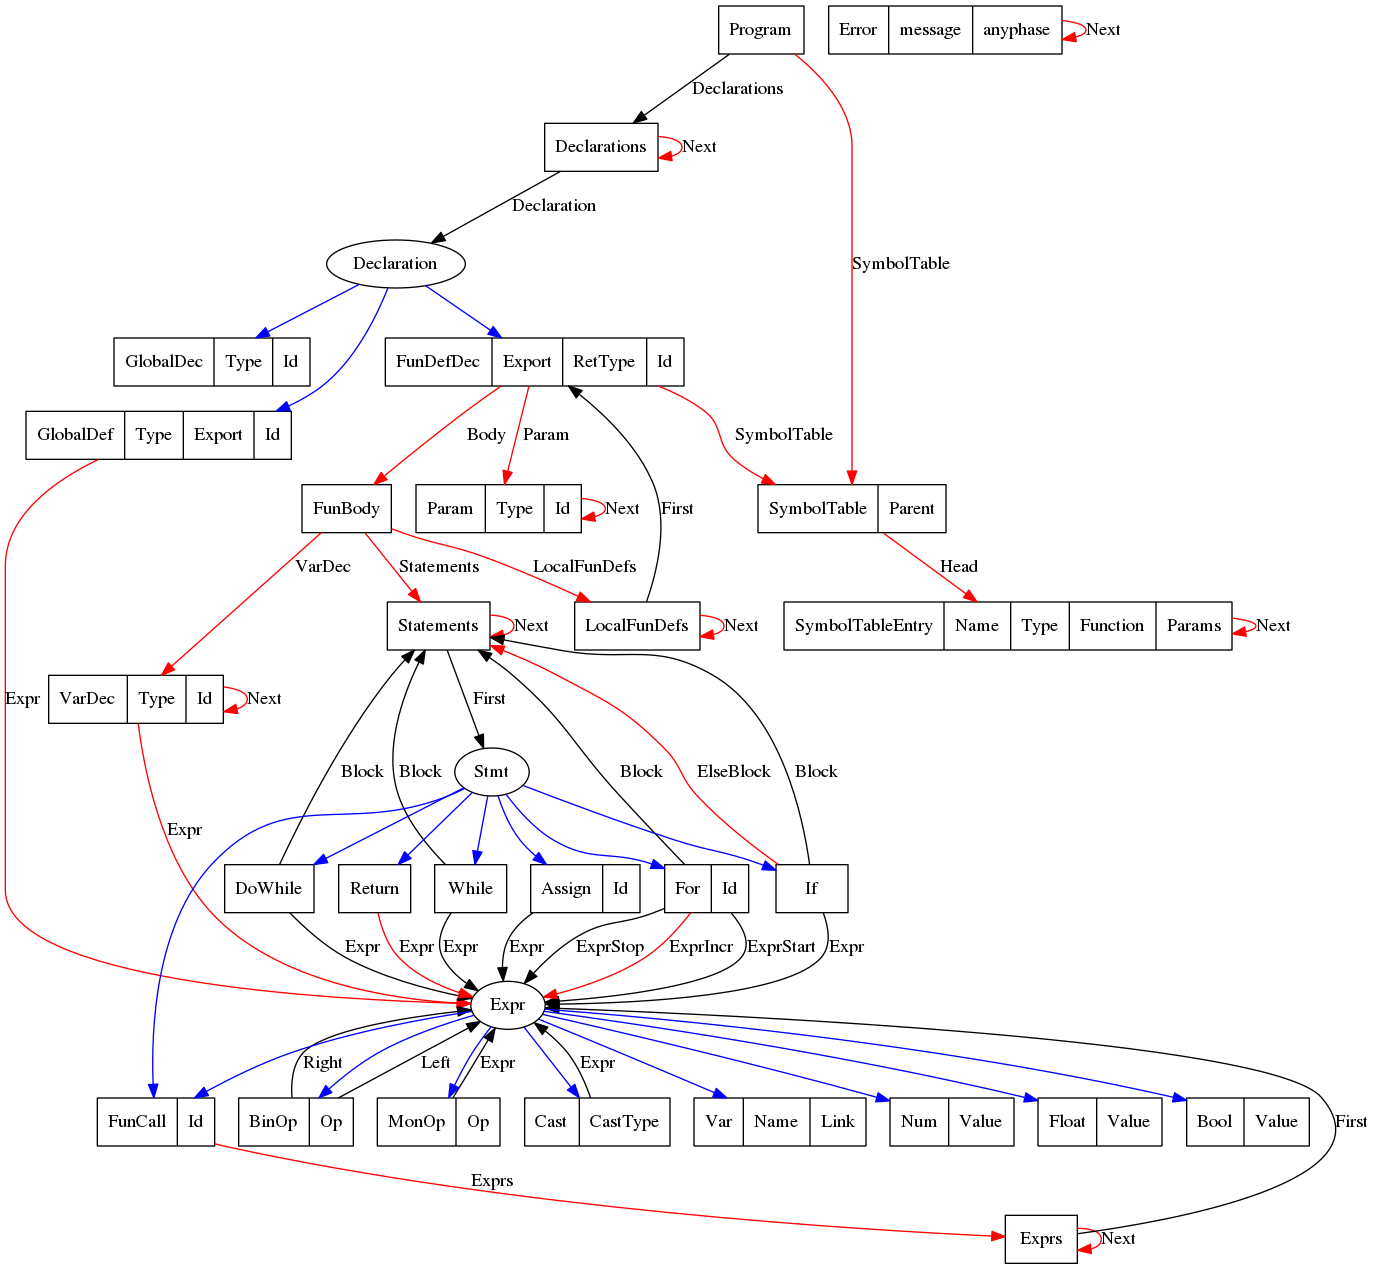 Program
Error message anyphase Next
Declarations
Declarations Next
Declaration
Declaration
SymbolTable
GlobalDec Type Id
FunDefDec Export RetType Id
GlobalDef Type Export Id
Body Param SymbolTable
FunBody
Param Type Id Next
First
SymbolTable Parent
VarDec Statements LocalFunDefs Head
Statements Next
LocalFunDefs Next
SymbolTableEntry Name Type Function Params Next
Expr
VarDec Type Id Next
First
Block Block Stmt Block ElseBlock Block
Expr
DoWhile
Return
While
Assign Id
For Id
If
Expr Expr Expr Expr ExprStop ExprIncr ExprStart Expr
Expr
Right Left Expr Expr
FunCall Id
BinOp Op
MonOp Op
Cast CastType
Var Name Link
Num Value
Float Value
Bool Value
First
Exprs
Exprs Next